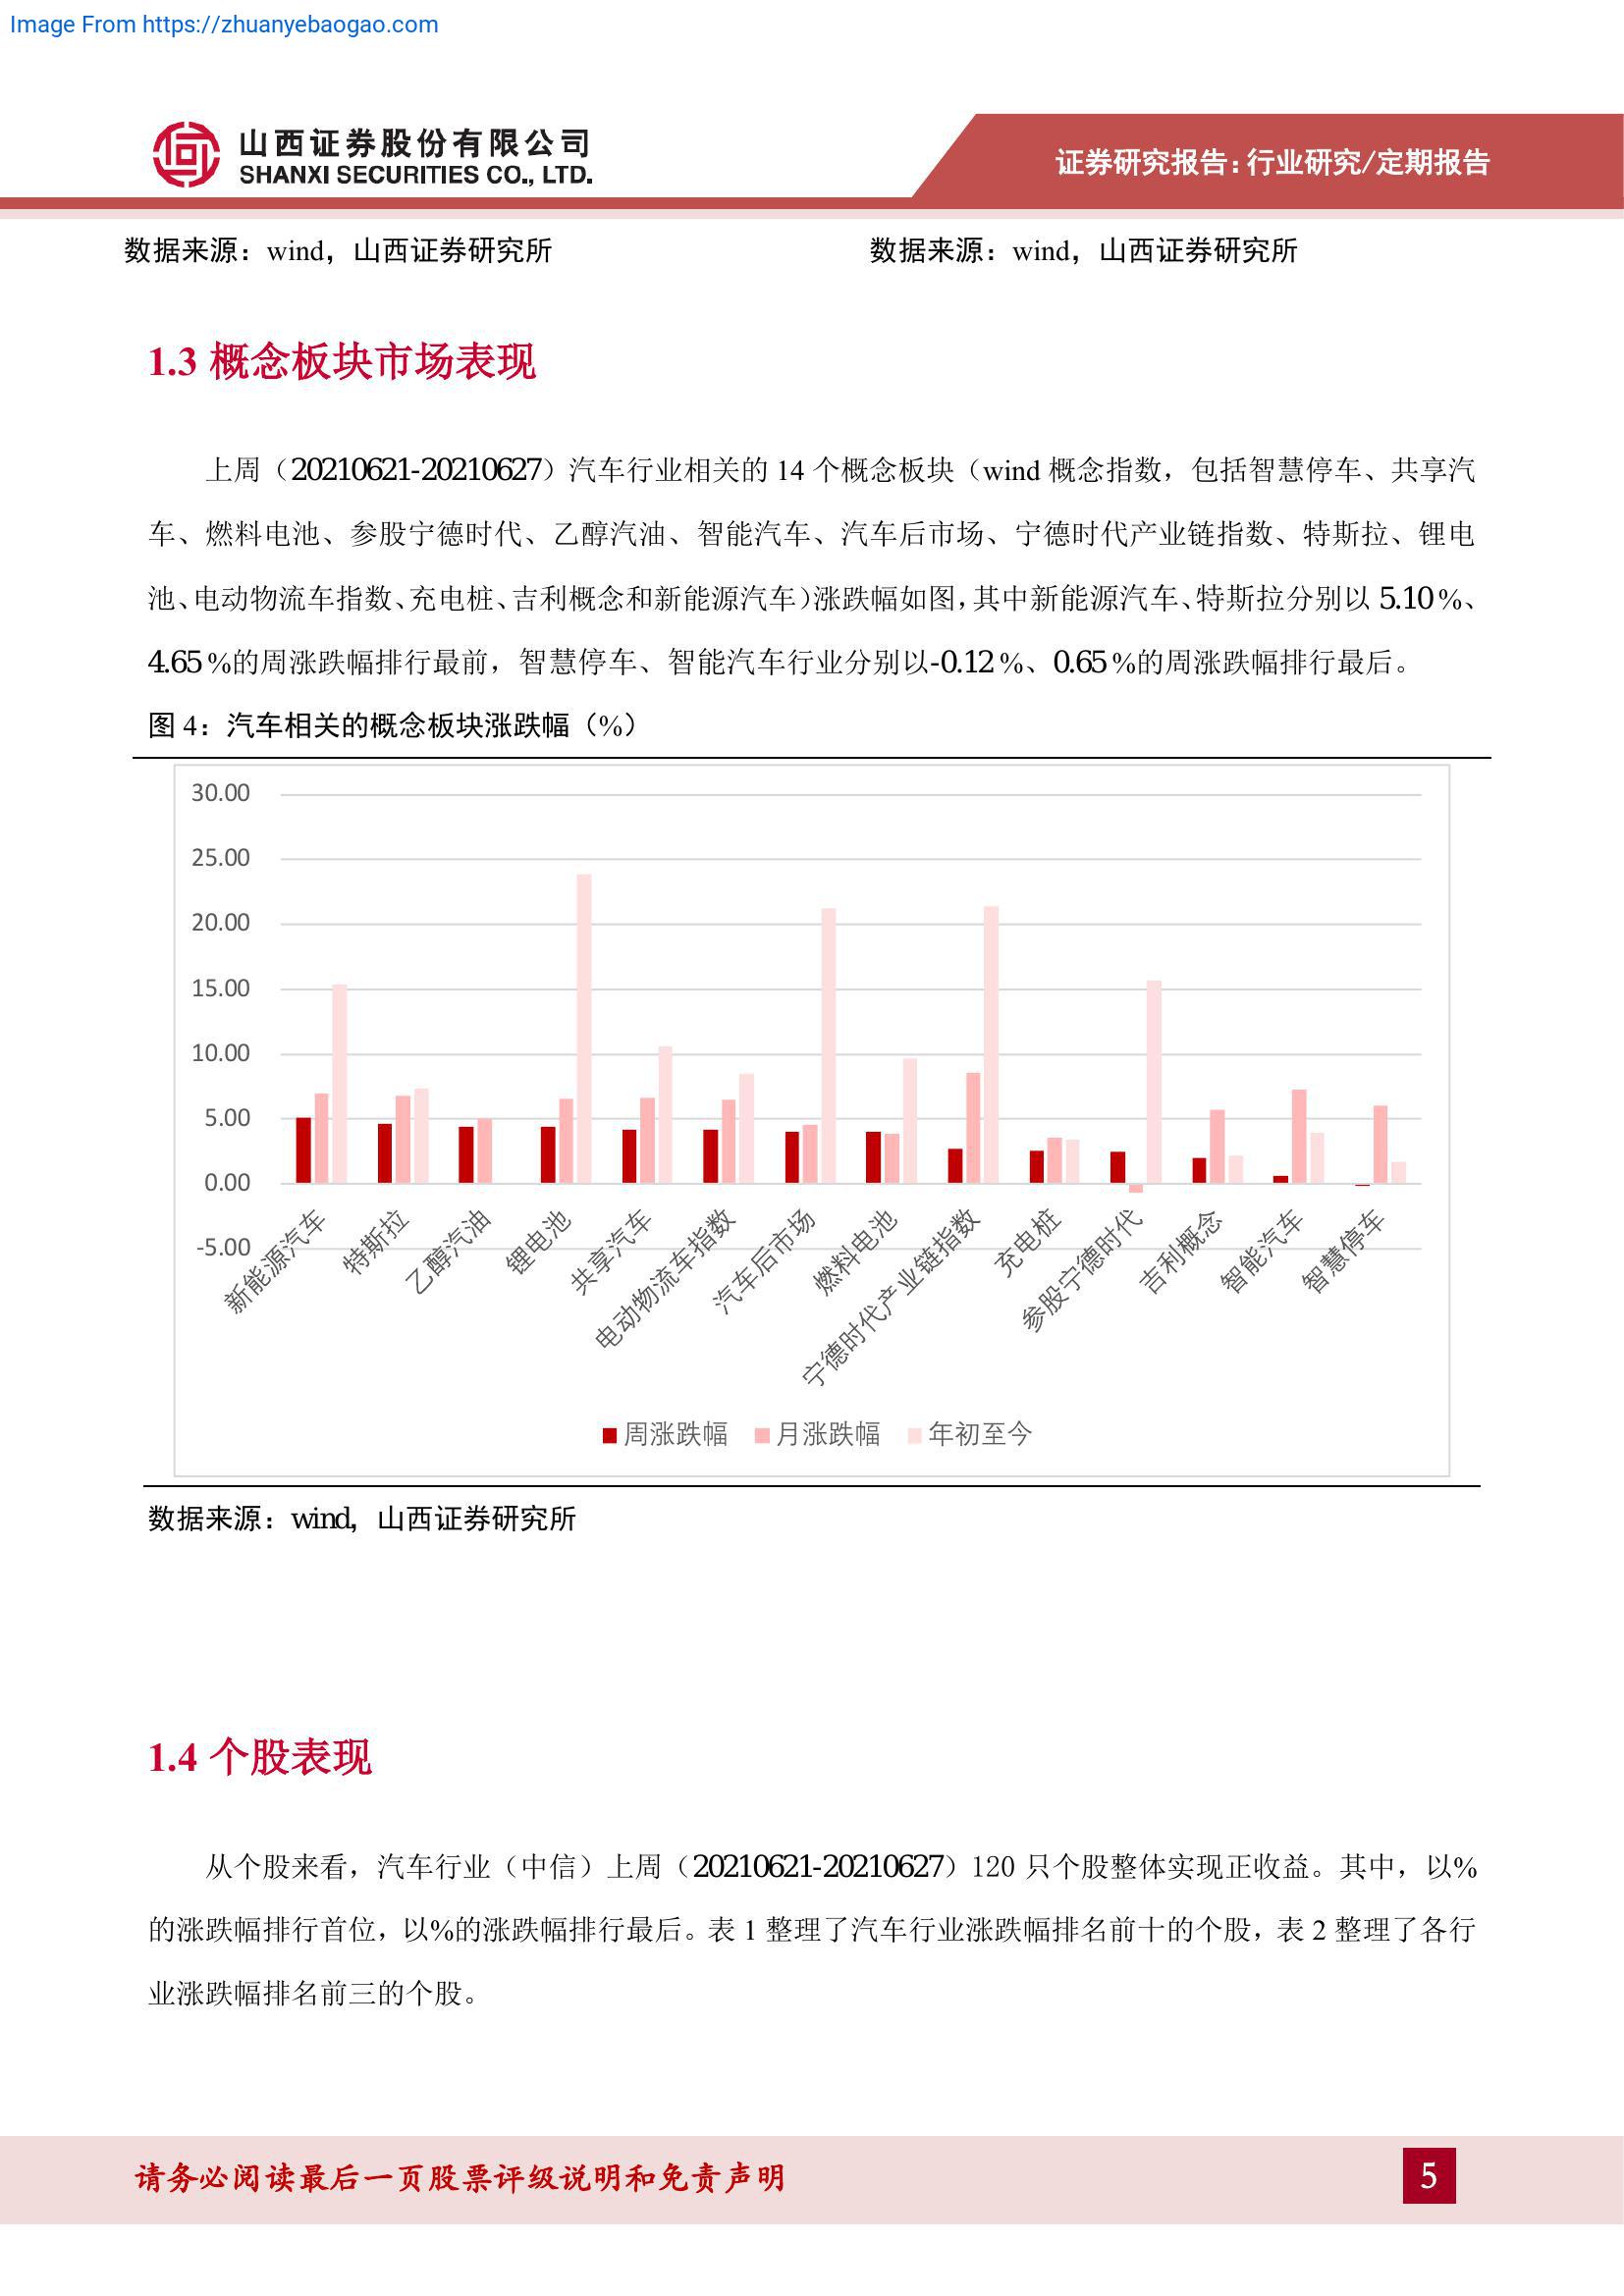 Image From https://zhuanyebaogao.com
山西证券股份有限公司
SHANXI SECURITIES CO., LTD.
证券研究报告：行业研究/定期报告
数据来源：wind，山西证券研究所
数据来源：wind，山西证券研究所
1.3 概念板块市场表现
上周（20210621-20210627）汽车行业相关的 14 个概念板块（wind 概念指数，包括智慧停车、共享汽
车、燃料电池、参股宁德时代、乙醇汽油、智能汽车、汽车后市场、宁德时代产业链指数、特斯拉、锂电
池、电动物流车指数、充电桩、吉利概念和新能源汽车）涨跌幅如图，其中新能源汽车、特斯拉分别以 5.10 %、
4.65 %的周涨跌幅排行最前，智慧停车、智能汽车行业分别以-0.12 %、0.65 %的周涨跌幅排行最后。
图 4：汽车相关的概念板块涨跌幅（%）
30.00
25.00
20.00
15.00
10.00
5.00
0.00
-5.00
新能源汽车
特斯拉
乙醇汽油
锂电池
共享汽车
电动物流车指数
汽车后市场
燃料电池
宁德时代产业链指数
充电桩
参股宁德时代
吉利概念
智能汽车
智慧停车
周涨跌幅 月涨跌幅 年初至今
数据来源：wind，山西证券研究所
1.4 个股表现
从个股来看，汽车行业（中信）上周（20210621-20210627）120 只个股整体实现正收益。其中，以%
的涨跌幅排行首位，以%的涨跌幅排行最后。表 1 整理了汽车行业涨跌幅排名前十的个股，表 2 整理了各行
业涨跌幅排名前三的个股。
请务必阅读最后一页股票评级说明和免责声明
5